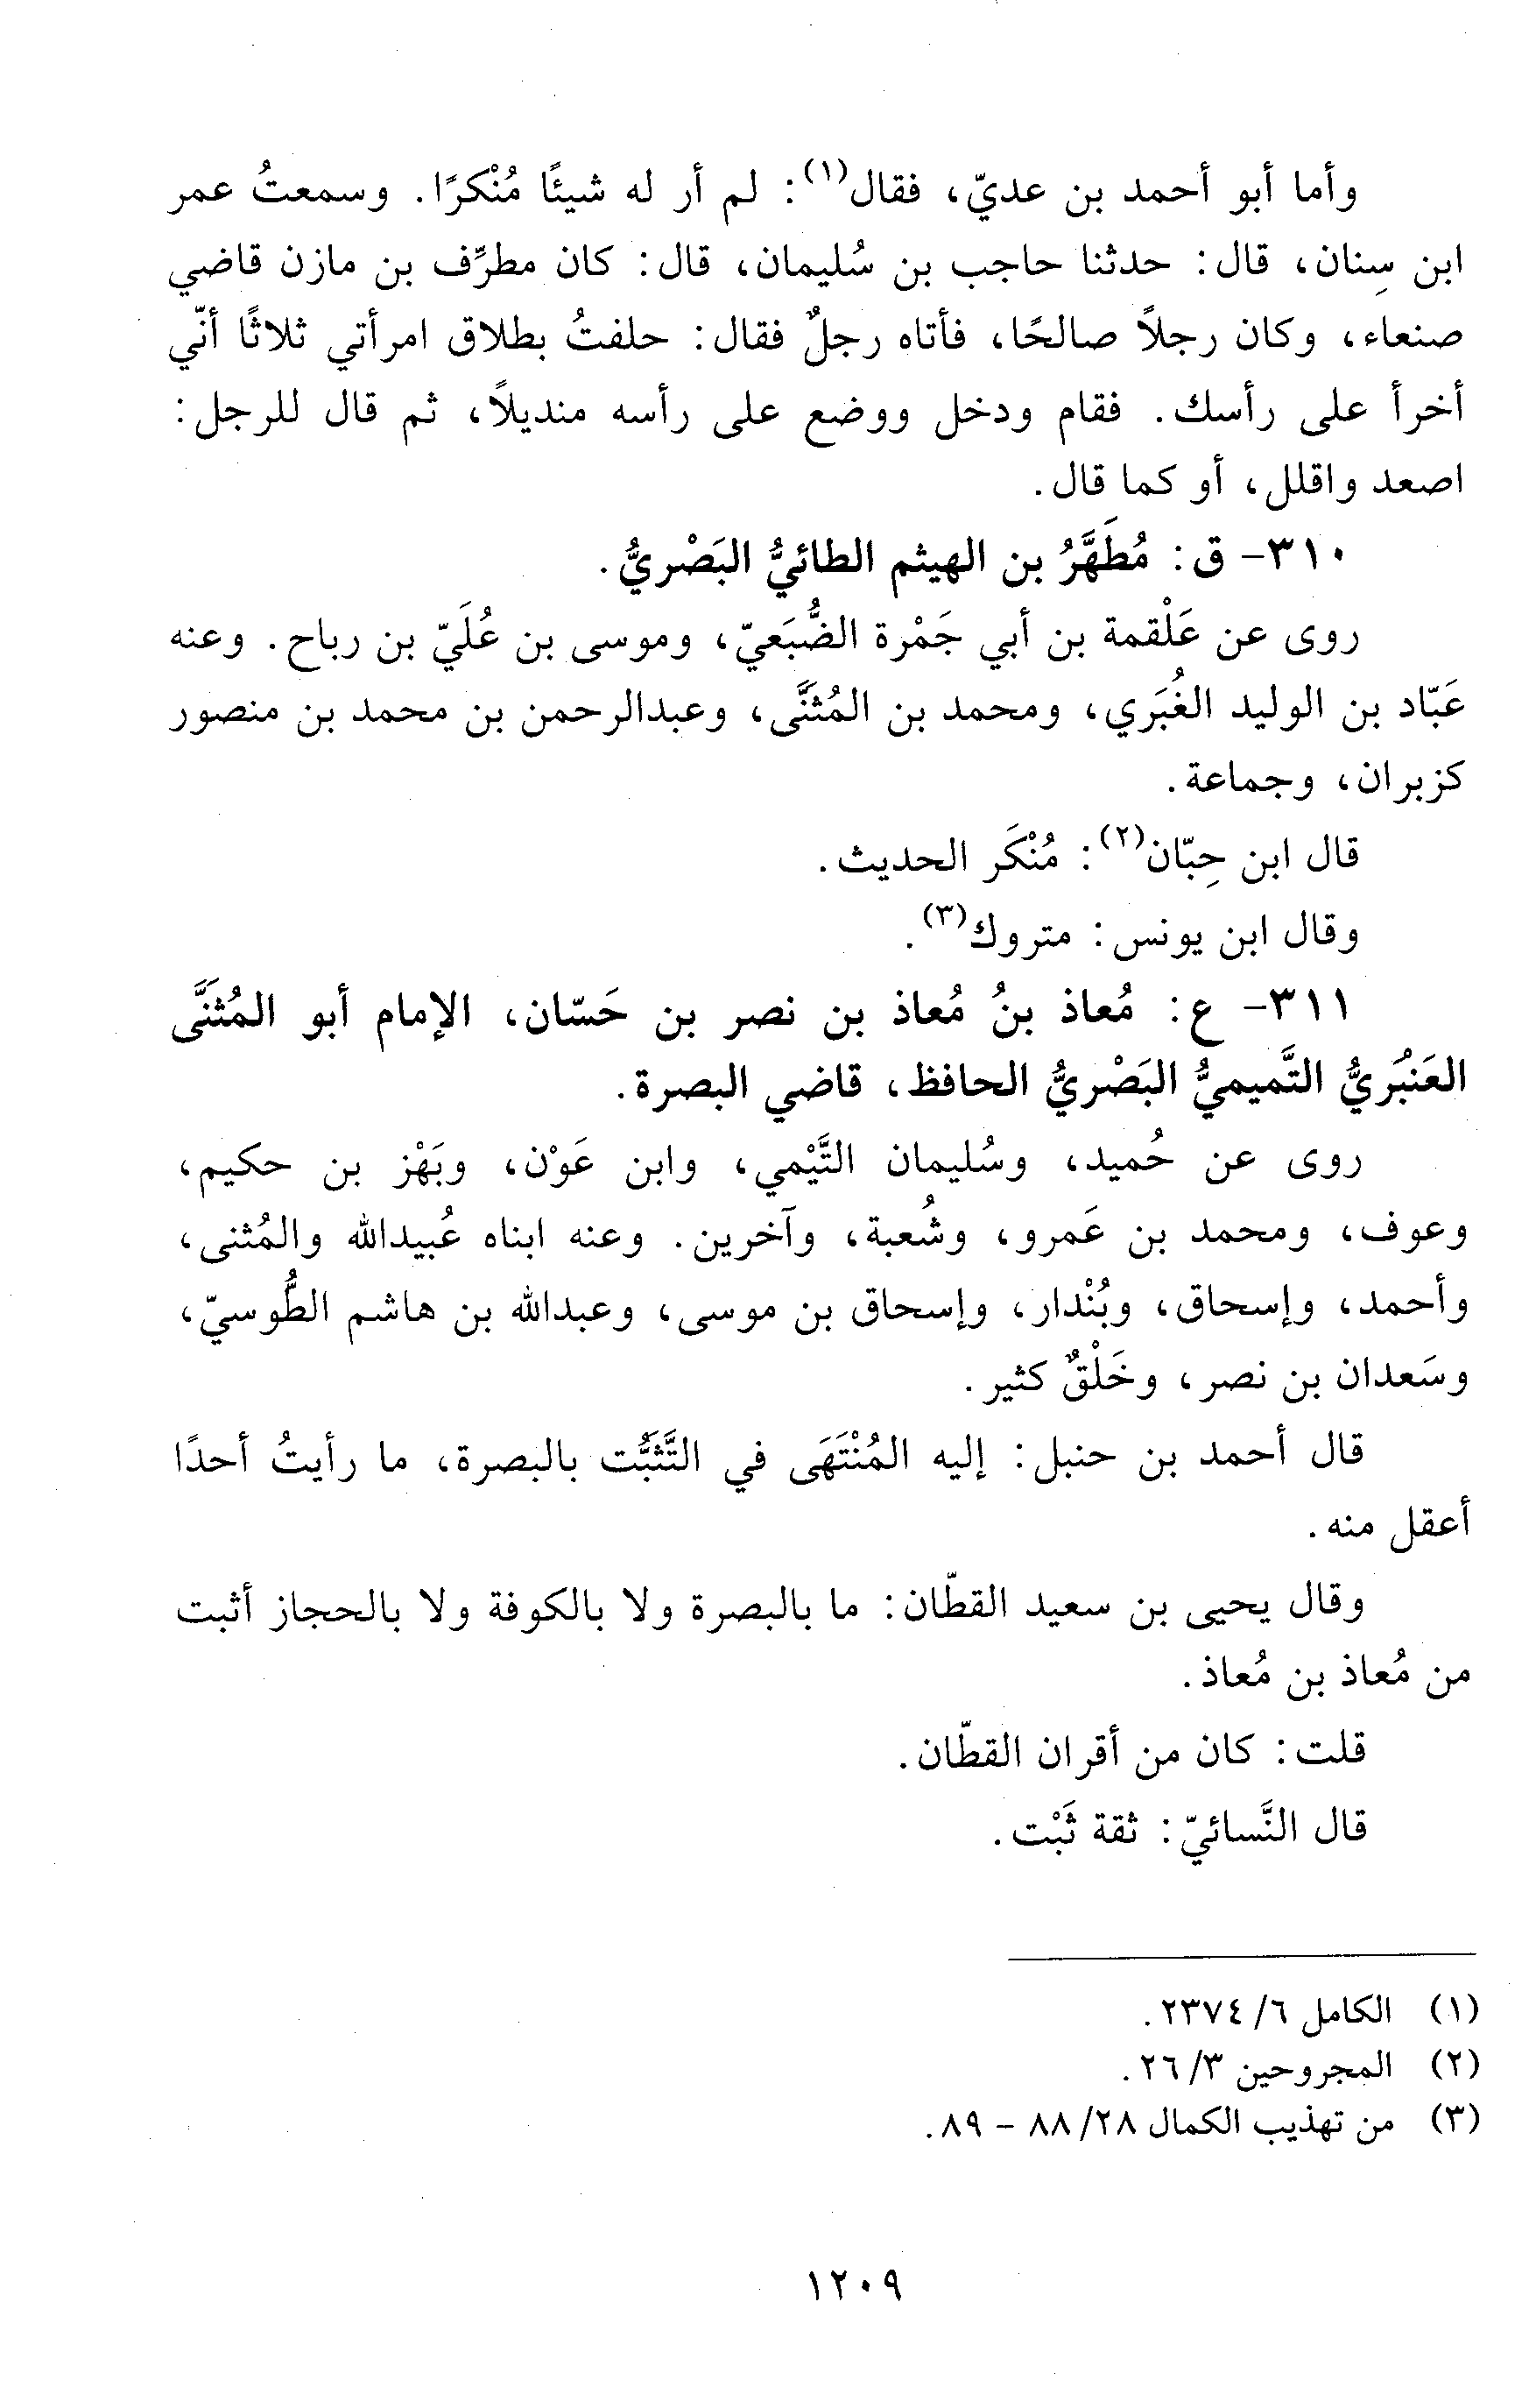 وأما أبو أحمد بن عديّ، فقال(١): لم أر له شيئًا مُنْكرًا. وسمعتُ عمر
ابن سِنان، قال: حدثنا حاجب بن سُليمان، قال: كان مطرِّف بن مازن قاضي
صنعاء، وكان رجلاً صالحًا، فأتاه رجلٌ فقال: حلفتُ بطلاق امرأتي ثلاثًا أنّي
أخرأ على رأسك. فقام ودخل ووضع على رأسه منديلاً، ثم قال للرجل:
اصعد واقلل، أو كما قال.
٣١٠- ق: مُطَهَّرُ بن الهيثم الطائيُّ البَصْريُّ.
روى عن عَلْقمة بن أبي جَمْرة الضُّبَعيّ، وموسى بن عُلَيّ بن رباح. وعنه
عَبّاد بن الوليد الغُبَري، ومحمد بن المُثنَّى، وعبدالرحمن بن محمد بن منصور
كزبران، وجماعة.
قال ابن حِبّان(٢): مُنْكَر الحديث.
وقال ابن يونس: متروك(٣).
٣١١- ع: مُعاذ بنُ مُعاذ بن نصر بن حَسّان، الإمام أبو المُثنَّى
العَنْبَريُّ التَّميميُّ البَصْريُّ الحافظ، قاضي البصرة.
روى عن حُميد، وسُليمان التَّيْمي، وابن عَوْن، وبَهْز بن حكيم،
وعوف، ومحمد بن عَمرو، وشُعبة، وآخرين. وعنه ابناه عُبيدالله والمُثنى،
وأحمد، وإسحاق، وبُنْدار، وإسحاق بن موسى، وعبدالله بن هاشم الطُّوسيّ،
وسَعدان بن نصر، وخَلْقٌ كثير.
قال أحمد بن حنبل: إليه المُنْتَهَى في التَّثَبُّت بالبصرة، ما رأيتُ أحدًا
أعقل منه.
وقال يحيى بن سعيد القطّان: ما بالبصرة ولا بالكوفة ولا بالحجاز أثبت
من مُعاذ بن مُعاذ.
قلت: كان من أقران القطّان.
قال النَّسائيّ: ثقة ثَبْت.
(١) الكامل ٦/ ٢٣٧٤.
(٢) المجروحين ٣/ ٢٦.
(٣) من تهذيب الكمال ٢٨/ ٨٨ – ٨٩.
١٢٠٩